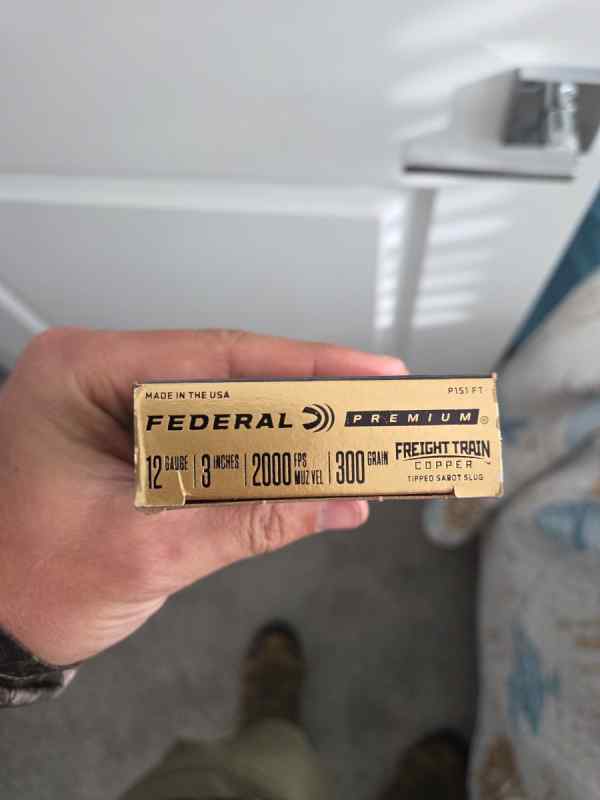 MADE IN THE USA P151 FT
FEDERAL PREMIUM®
12 GAUGE 3 INCHES 2000 FPS MUZ VEL 300 GRAIN
FREIGHT TRAIN
COPPER
TIPPED SABOT SLUG